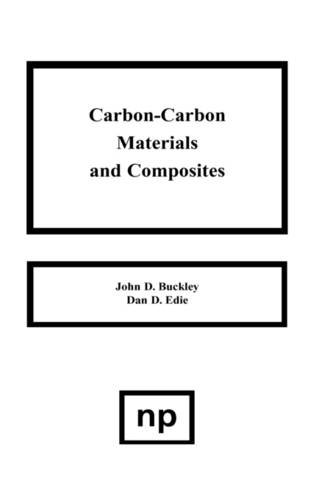 Carbon-Carbon
Materials
and Composites
John D. Buckley
Dan D. Edie
np